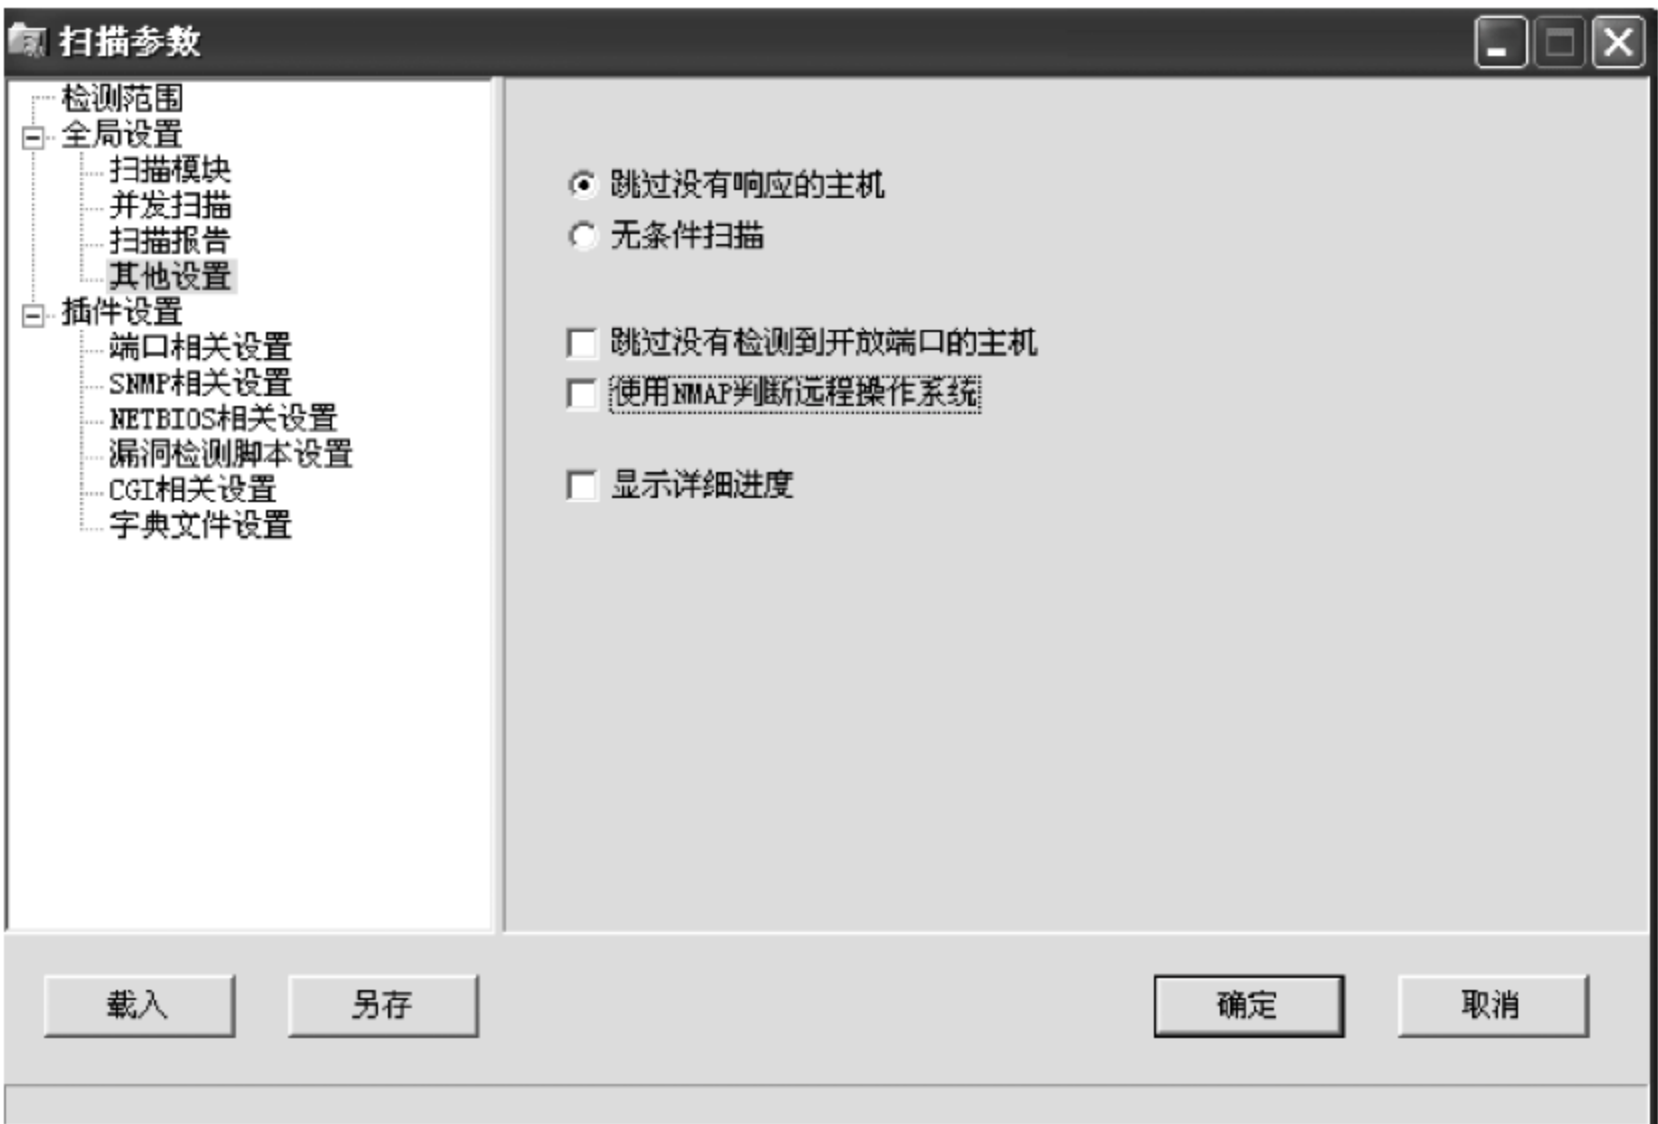 扫描参数
检测范围
全局设置
扫描模块
并发扫描
扫描报告
其他设置
插件设置
端口相关设置
SNMP相关设置
NETBIOS相关设置
漏洞检测脚本设置
CGI相关设置
字典文件设置
跳过没有响应的主机
无条件扫描
跳过没有检测到开放端口的主机
使用NMAP判断远程操作系统
显示详细进度
载入
另存
确定
取消